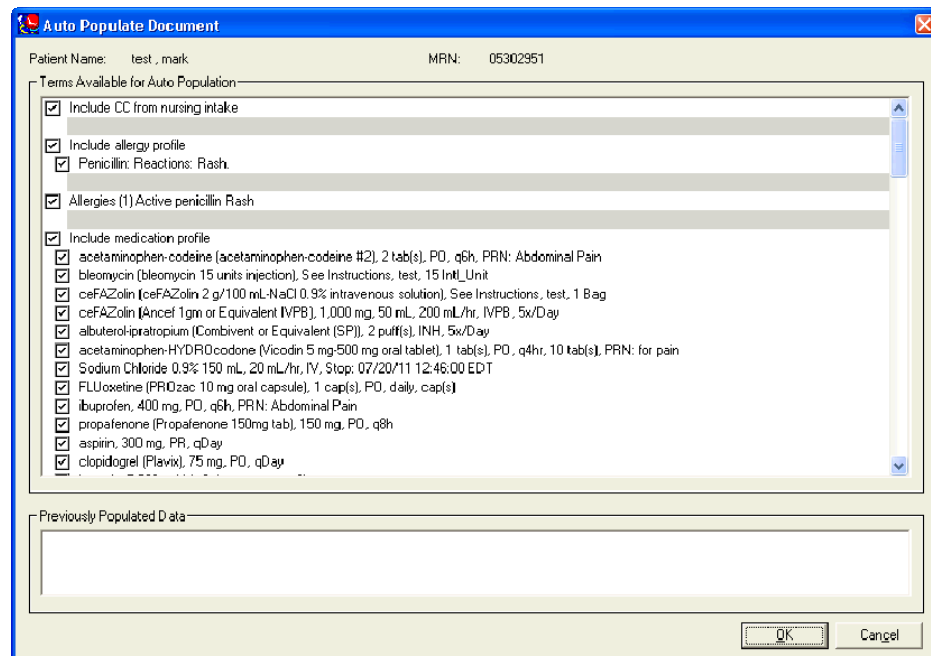 Auto Populate Document
Patient Name: test , mark MRN: 05302951
Terms Available for Auto Population
Include CC from nursing intake
Include allergy profile
Penicillin: Reactions: Rash.
Allergies (1) Active penicillin Rash
Include medication profile
acetaminophen-codeine (acetaminophen-codeine #2), 2 tab(s), PO, q6h, PRN: Abdominal Pain
bleomycin (bleomycin 15 units injection), See Instructions, test, 15 Intl_Unit
ceFAZolin (ceFAZolin 2 g/100 mL-NaCl 0.9% intravenous solution), See Instructions, test, 1 Bag
ceFAZolin (Ancef 1gm or Equivalent IVPB), 1,000 mg, 50 mL, 200 mL/hr, IVPB, 5x/Day
albuterol-ipratropium (Combivent or Equivalent (SP)), 2 puff(s), INH, 5x/Day
acetaminophen-HYDROcodone (Vicodin 5 mg-500 mg oral tablet), 1 tab(s), PO, q4hr, 10 tab(s), PRN: for pain
Sodium Chloride 0.9% 150 mL, 20 mL/hr, IV, Stop: 07/20/11 12:46:00 EDT
FLUoxetine (PROzac 10 mg oral capsule), 1 cap(s), PO, daily, cap(s)
ibuprofen, 400 mg, PO, q6h, PRN: Abdominal Pain
propafenone (Propafenone 150mg tab), 150 mg, PO, q8h
aspirin, 300 mg, PR, qDay
clopidogrel (Plavix), 75 mg, PO, qDay
Previously Populated Data
OK Cancel